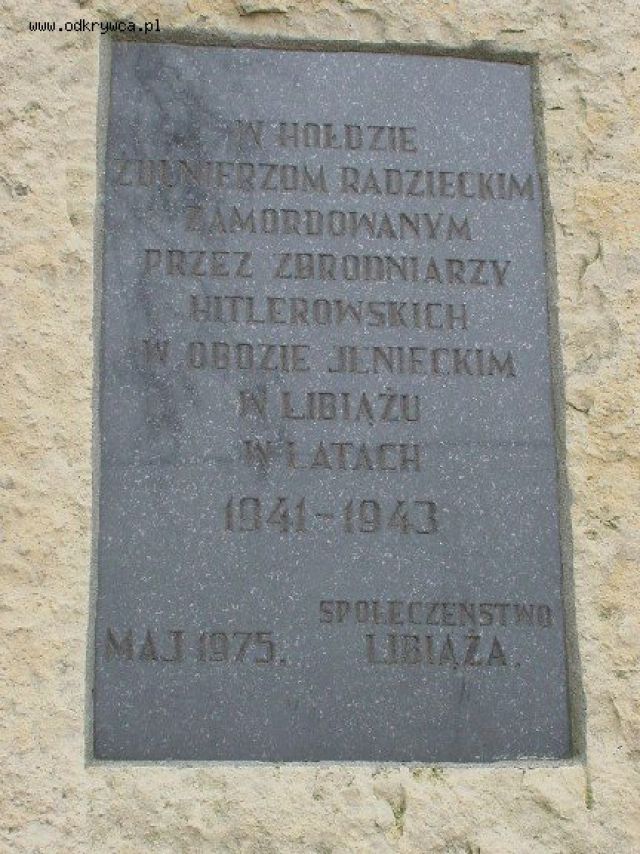 www.odkrywca.pl
W HOŁDZIE
ŻOŁNIERZOM RADZIECKIM
ZAMORDOWANYM
PRZEZ ZBRODNIARZY
HITLEROWSKICH
W OBOZIE JENIECKIM
W LIBIĄŻU
W LATACH
1941-1943
SPOŁECZEŃSTWO
MAJ 1975. LIBIĄŻA.